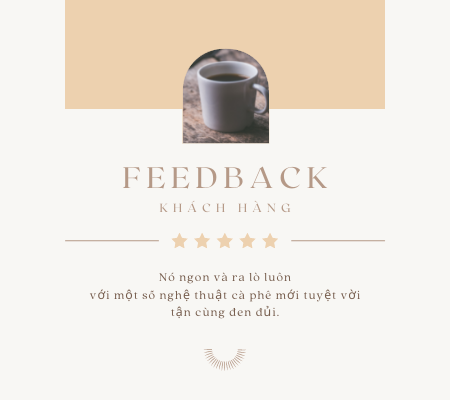 FEEDBACK
KHÁCH HÀNG
Nó ngon và ra lò luôn
với một số nghệ thuật cà phê mới tuyệt vời
tận cùng đen đủi.